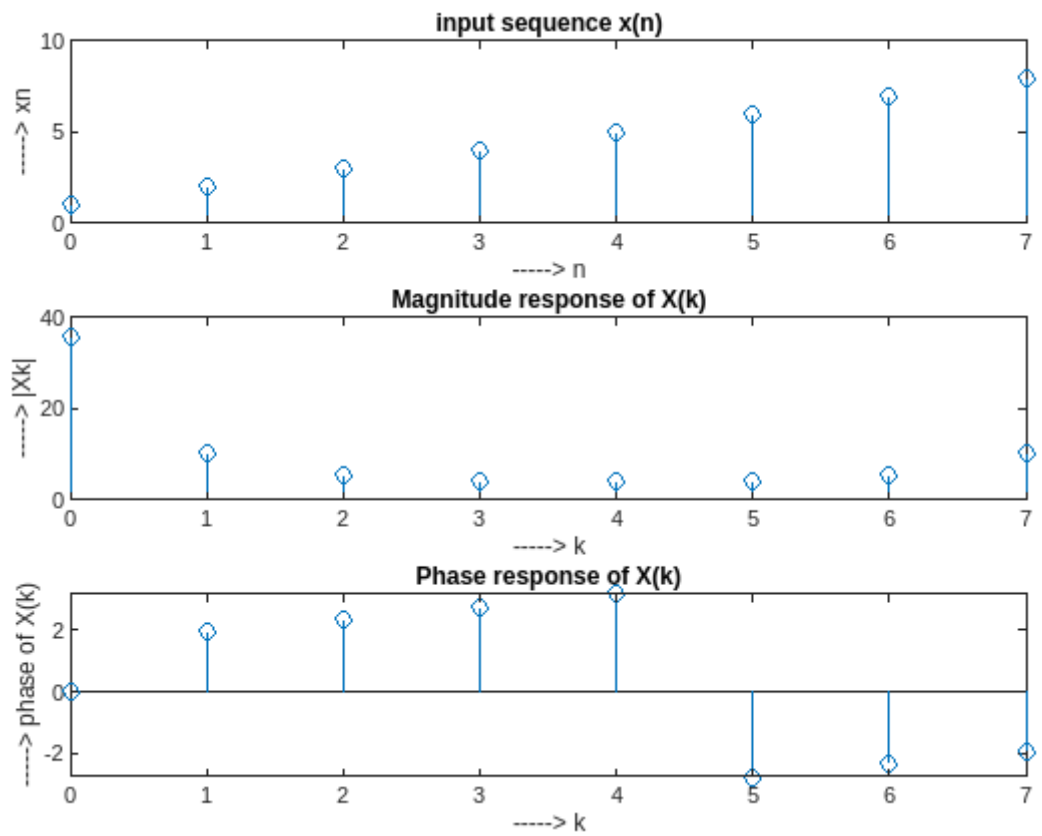 input sequence x(n)
10
5
0
-----> xn
0 1 2 3 4 5 6 7
-----> n
Magnitude response of X(k)
40
20
0
-----> |Xk|
0 1 2 3 4 5 6 7
-----> k
Phase response of X(k)
2
0
-2
-----> phase of X(k)
0 1 2 3 4 5 6 7
-----> k